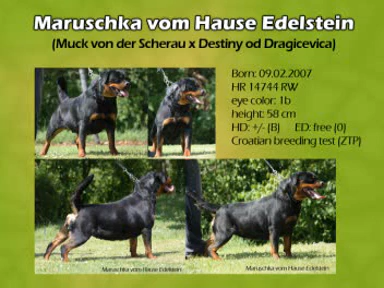 Maruschka vom Hause Edelstein
(Muck von der Scherau x Destiny od Dragicevica)
Born: 09.02.2007
HR 14744 RW
eye color: 1b
height: 58 cm
HD: +/- (B) ED: free (0)
Croatian breeding test (ZTP)
Maruschka vom Hause Edelstein
Maruschka vom Hause Edelstein